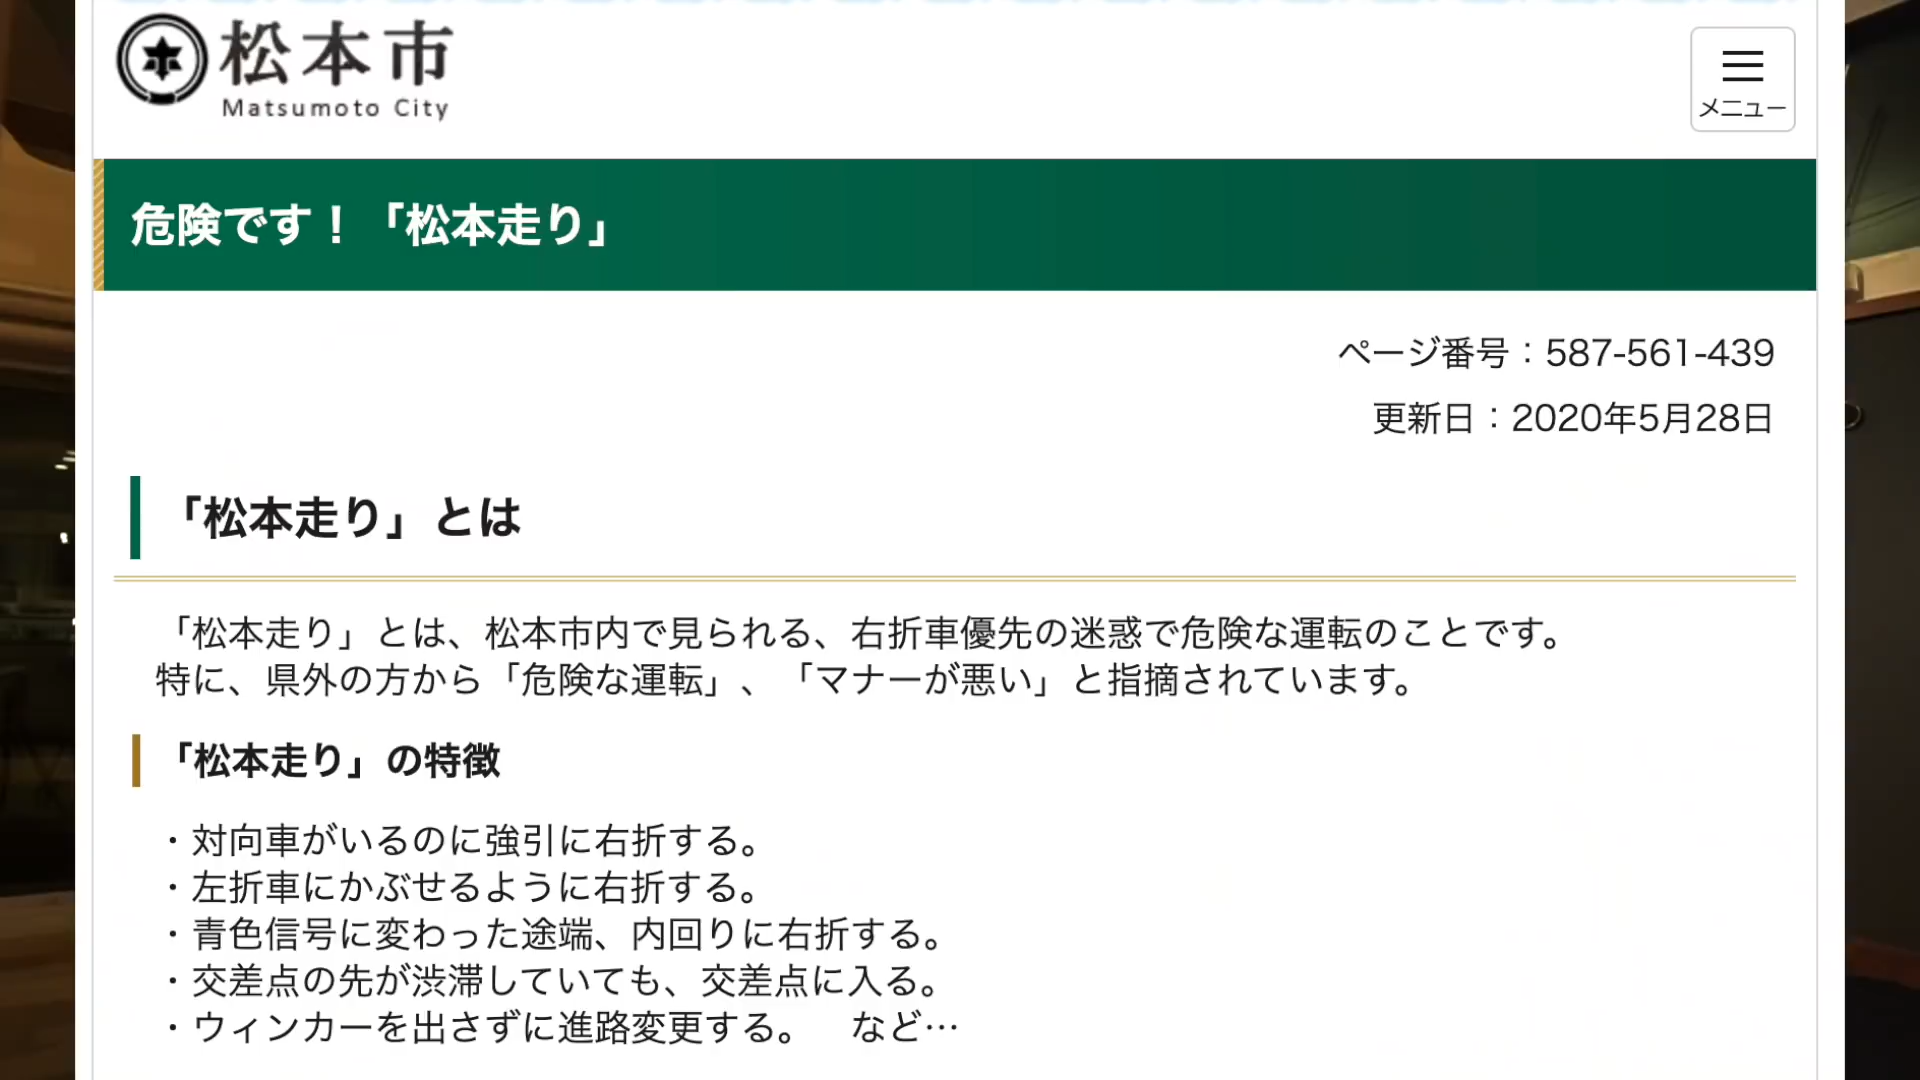 松本市
Matsumoto City
メニュー
危険です！「松本走り」
ページ番号：587-561-439
更新日：2020年5月28日
「松本走り」とは
「松本走り」とは、松本市内で見られる、右折車優先の迷惑で危険な運転のことです。
特に、県外の方から「危険な運転」、「マナーが悪い」と指摘されています。
「松本走り」の特徴
・対向車がいるのに強引に右折する。
・左折車にかぶせるように右折する。
・青色信号に変わった途端、内回りに右折する。
・交差点の先が渋滞していても、交差点に入る。
・ウィンカーを出さずに進路変更する。　など…